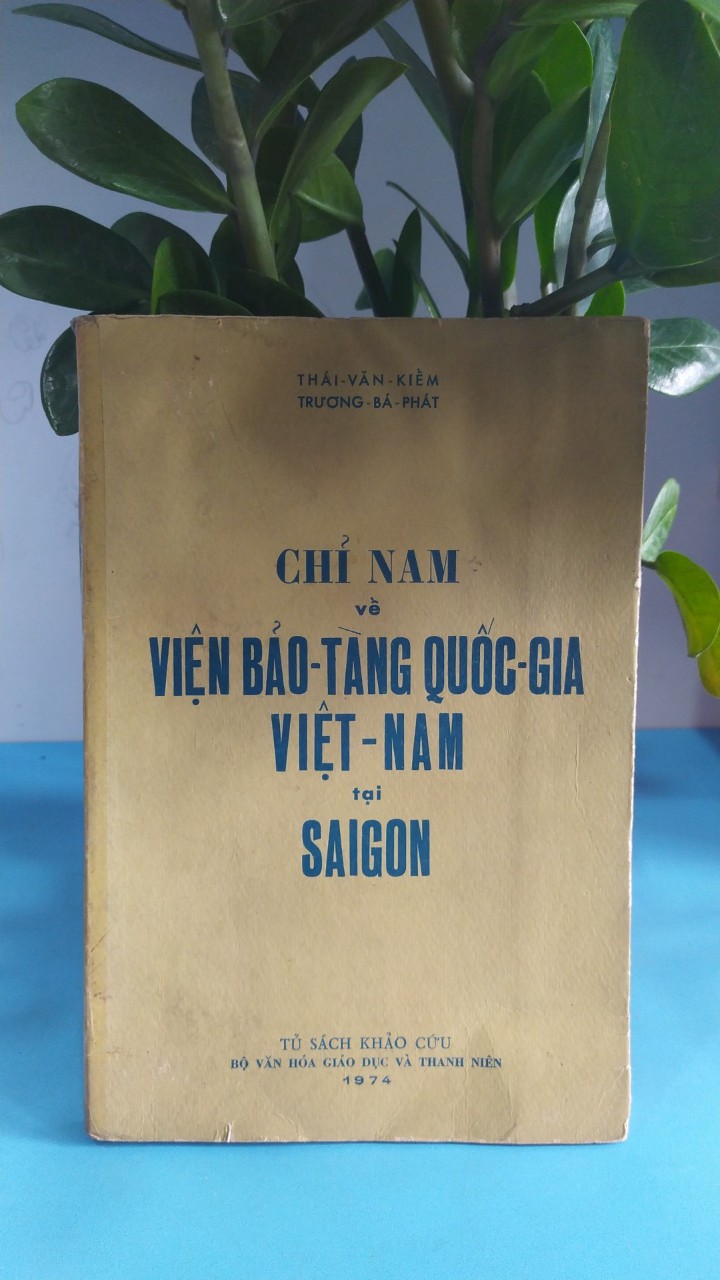 THÁI-VĂN-KIỂM
TRƯƠNG-BÁ-PHÁT
CHỈ NAM
về
VIỆN BẢO-TÀNG QUỐC-GIA
VIỆT-NAM
tại
SAIGON
TỦ SÁCH KHẢO CỨU
BỘ VĂN HÓA GIÁO DỤC VÀ THANH NIÊN
1974